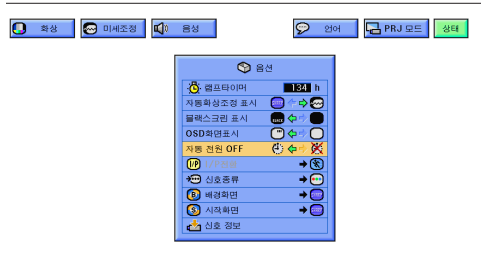 화상 미세조정 음성 언어 PRJ 모드 상태
옵션
램프타이머 134 h
자동화상조정 표시
블랙스크린 표시
OSD화면표시
자동 전원 OFF
신호종류
배경화면
시작화면
신호 정보